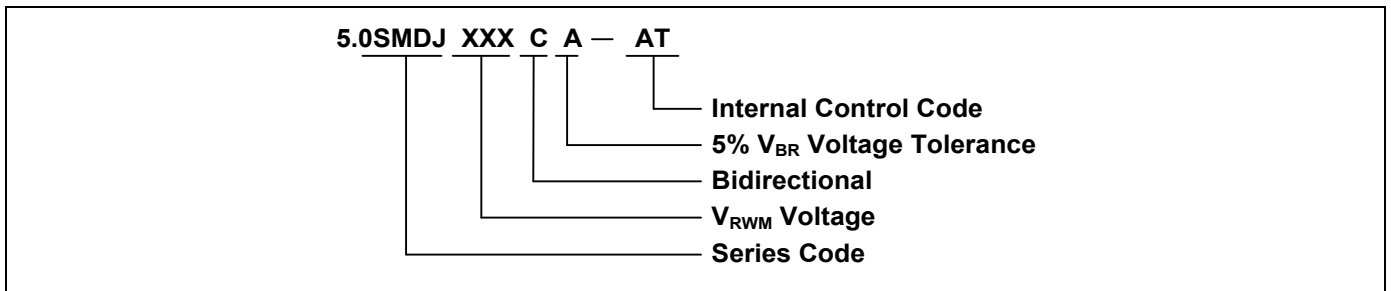 5.0SMDJ XXX C A — AT
Internal Control Code
5% VBR Voltage Tolerance
Bidirectional
VRWM Voltage
Series Code